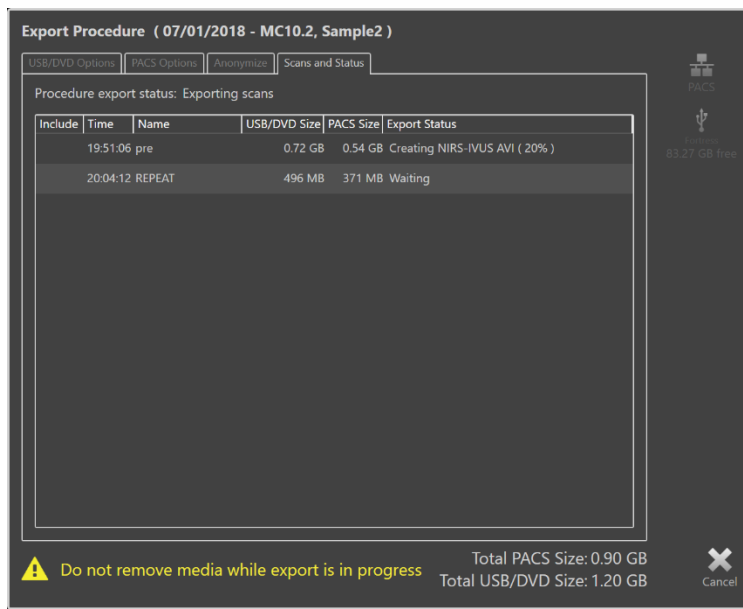 Export Procedure ( 07/01/2018 - MC10.2, Sample2 )
USB/DVD Options PACS Options Anonymize Scans and Status
PACS
Procedure export status: Exporting scans
Include Time Name USB/DVD Size PACS Size Export Status
19:51:06 pre 0.72 GB 0.54 GB Creating NIRS-IVUS AVI ( 20% )
Fortress
83.27 GB free
20:04:12 REPEAT 496 MB 371 MB Waiting
Do not remove media while export is in progress
Total PACS Size: 0.90 GB
Total USB/DVD Size: 1.20 GB
Cancel